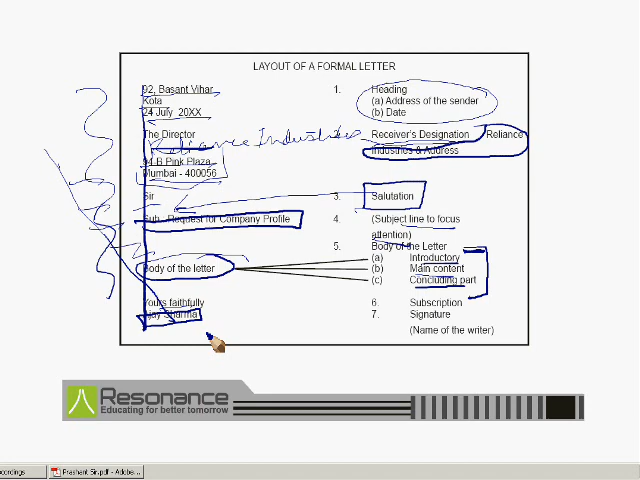 LAYOUT OF A FORMAL LETTER
92, Basant Vihar
Kota
24 July 20XX
1. Heading
(a) Address of the sender
(b) Date
The Director
Reliance Industries
94 B Pink Plaza
Mumbai - 400056
Receiver's Designation Reliance
Industries & Address
Sir
3. Salutation
Sub - Request for Company Profile
4. (Subject line to focus
attention)
5. Body of the Letter
(a) Introductory
Body of the letter
(b) Main content
(c) Concluding part
Yours faithfully
6. Subscription
Ajay Sharma
7. Signature
(Name of the writer)
Resonance
Educating for better tomorrow
ecordings
Prashant Sir.pdf - Adobe...